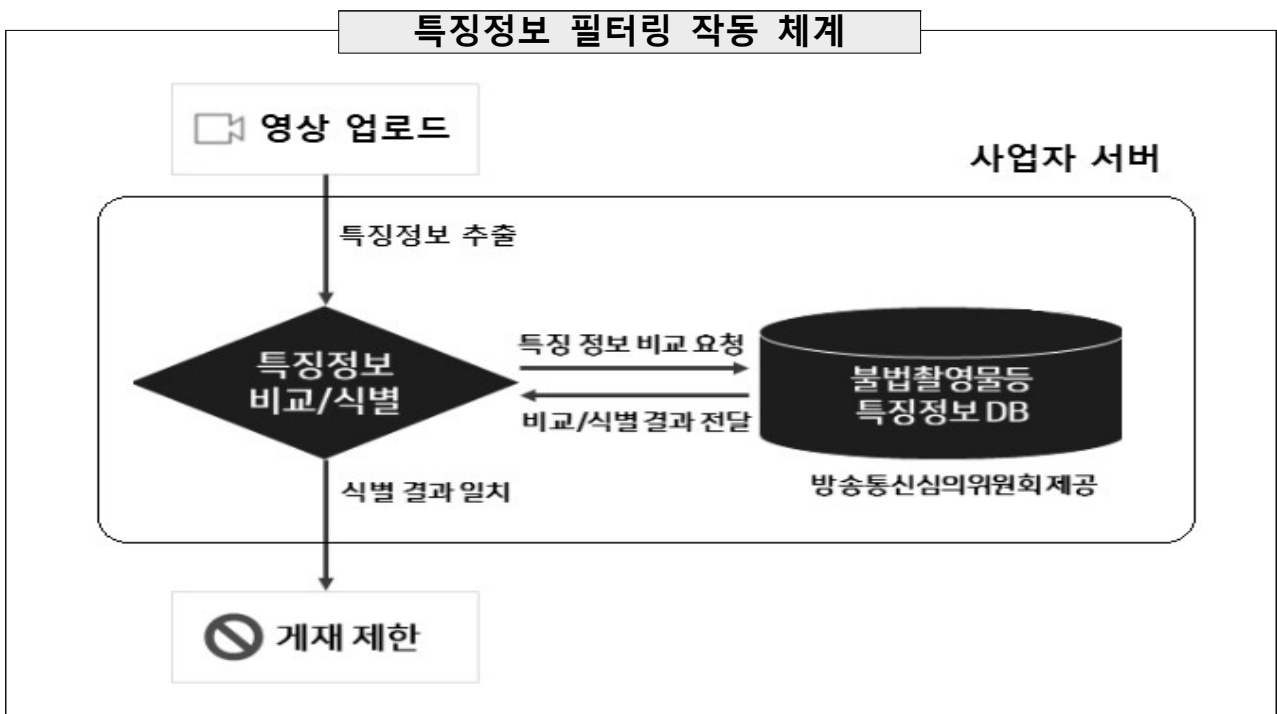 특징정보 필터링 작동 체계
영상 업로드
사업자 서버
특징정보 추출
특징정보
비교/식별
특징 정보 비교 요청
비교/식별 결과 전달
불법촬영물등
특징정보 DB
방송통신심의위원회 제공
식별 결과 일치
게재 제한